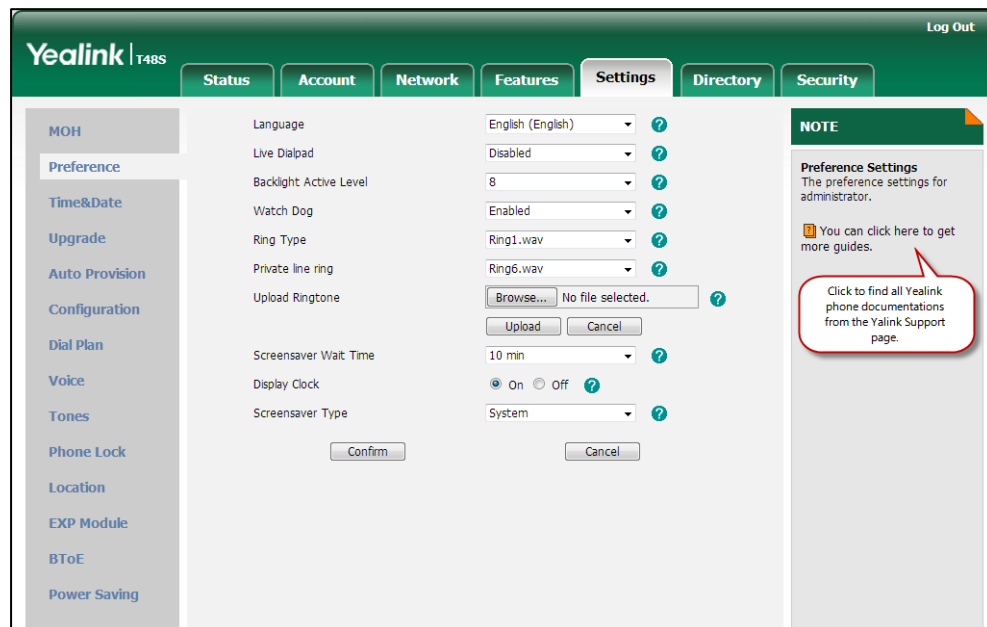 Log Out
Yealink | T48S
Status Account Network Features Settings Directory Security
MOH
Preference
Time&Date
Upgrade
Auto Provision
Configuration
Dial Plan
Voice
Tones
Phone Lock
Location
EXP Module
BToE
Power Saving
Language English (English) ?
Live Dialpad Disabled ?
Backlight Active Level 8 ?
Watch Dog Enabled ?
Ring Type Ring1.wav ?
Private line ring Ring6.wav ?
Upload Ringtone Browse... No file selected. ?
Upload Cancel
Screensaver Wait Time 10 min ?
Display Clock On Off ?
Screensaver Type System ?
Confirm Cancel
NOTE
Preference Settings
The preference settings for
administrator.
? You can click here to get
more guides.
Click to find all Yealink
phone documentations
from the Yalink Support
page.